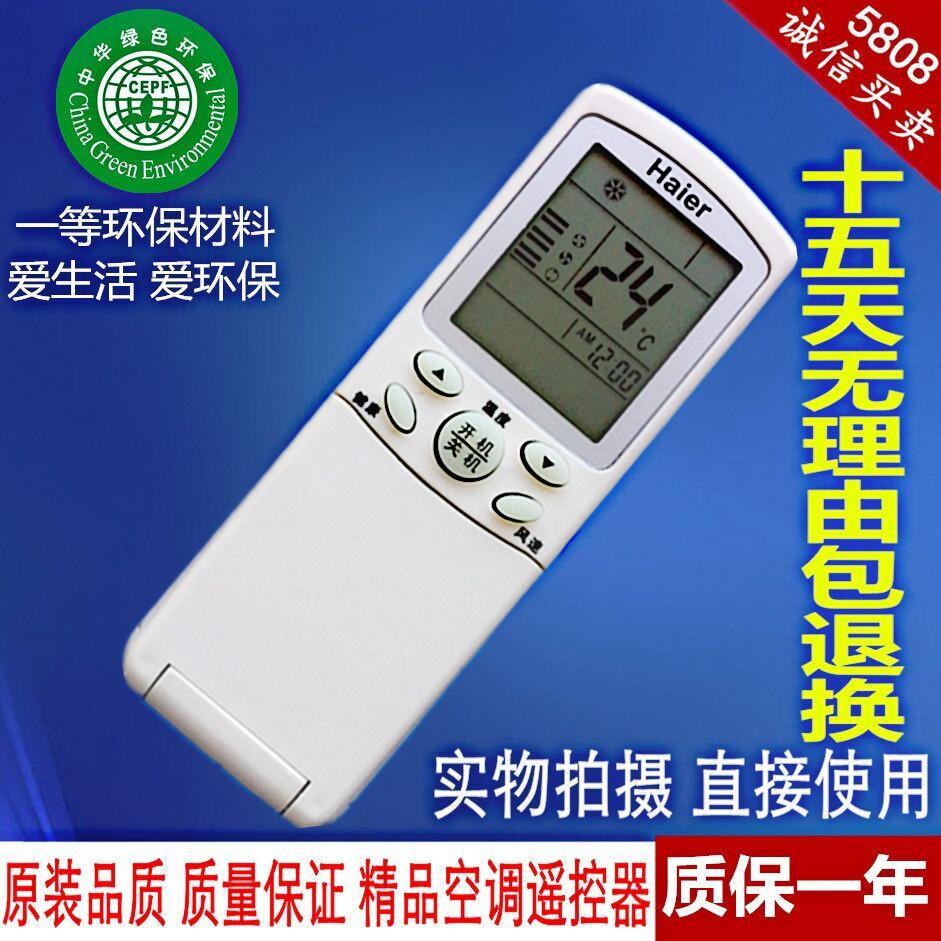 中华绿色环保
CEPF
China Green Environmental
一等环保材料
爱生活 爱环保
5808
诚信买卖
十五天无理由包退换
Haier
24
℃
AM 12:00
▲
温度
健康
开机
关机
▼
风速
实物拍摄 直接使用
原装品质 质量保证 精品空调遥控器
质保一年